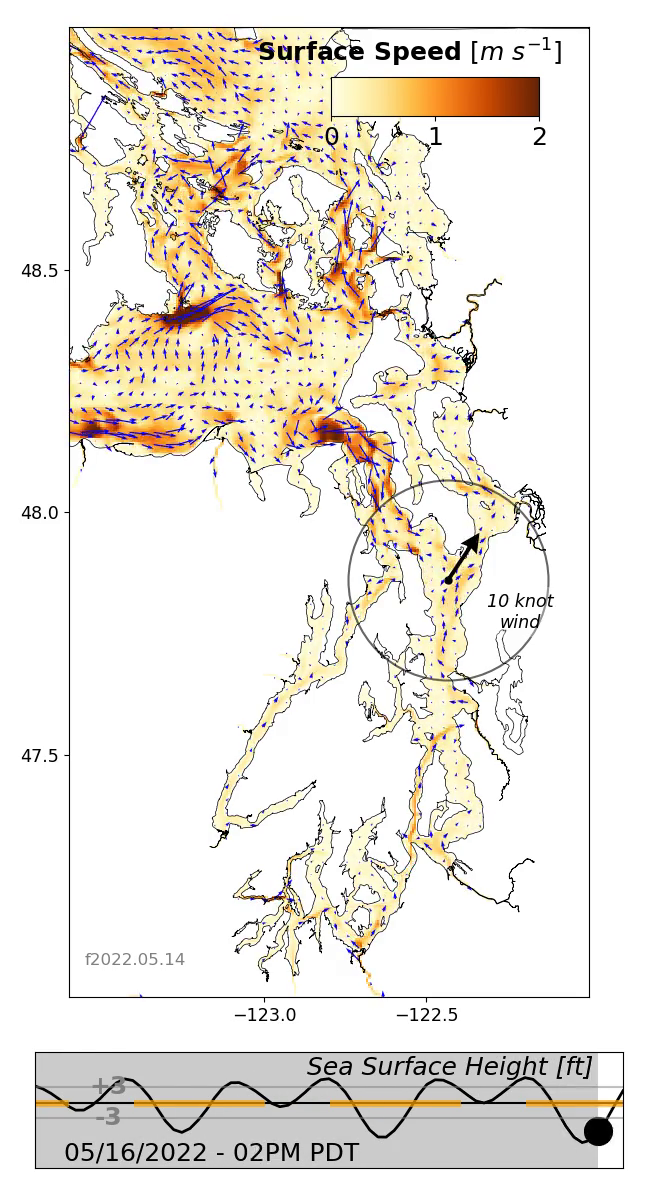 Surface Speed [m s⁻¹]
0 1 2
48.5
48.0
47.5
10 knot
wind
f2022.05.14
−123.0 −122.5
Sea Surface Height [ft]
+3
-3
05/16/2022 - 02PM PDT